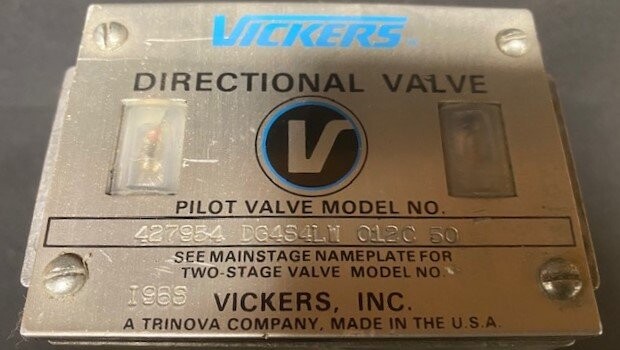 VICKERS
DIRECTIONAL VALVE
V
PILOT VALVE MODEL NO.
427954 DG4S4LW 012C 50
SEE MAINSTAGE NAMEPLATE FOR
TWO-STAGE VALVE MODEL NO
I96S VICKERS, INC.
A TRINOVA COMPANY, MADE IN THE U.S.A.